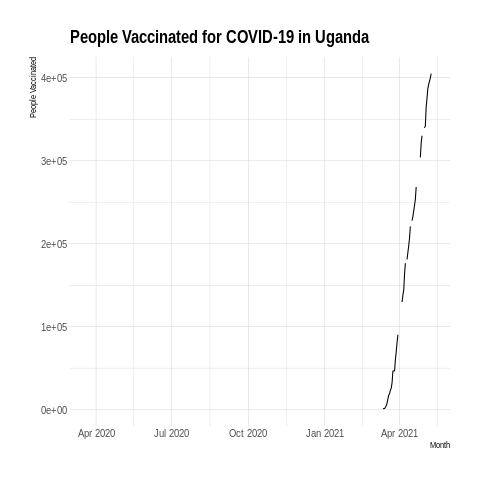 People Vaccinated for COVID-19 in Uganda
People Vaccinated
4e+05
3e+05
2e+05
1e+05
0e+00
Apr 2020 Jul 2020 Oct 2020 Jan 2021 Apr 2021
Month